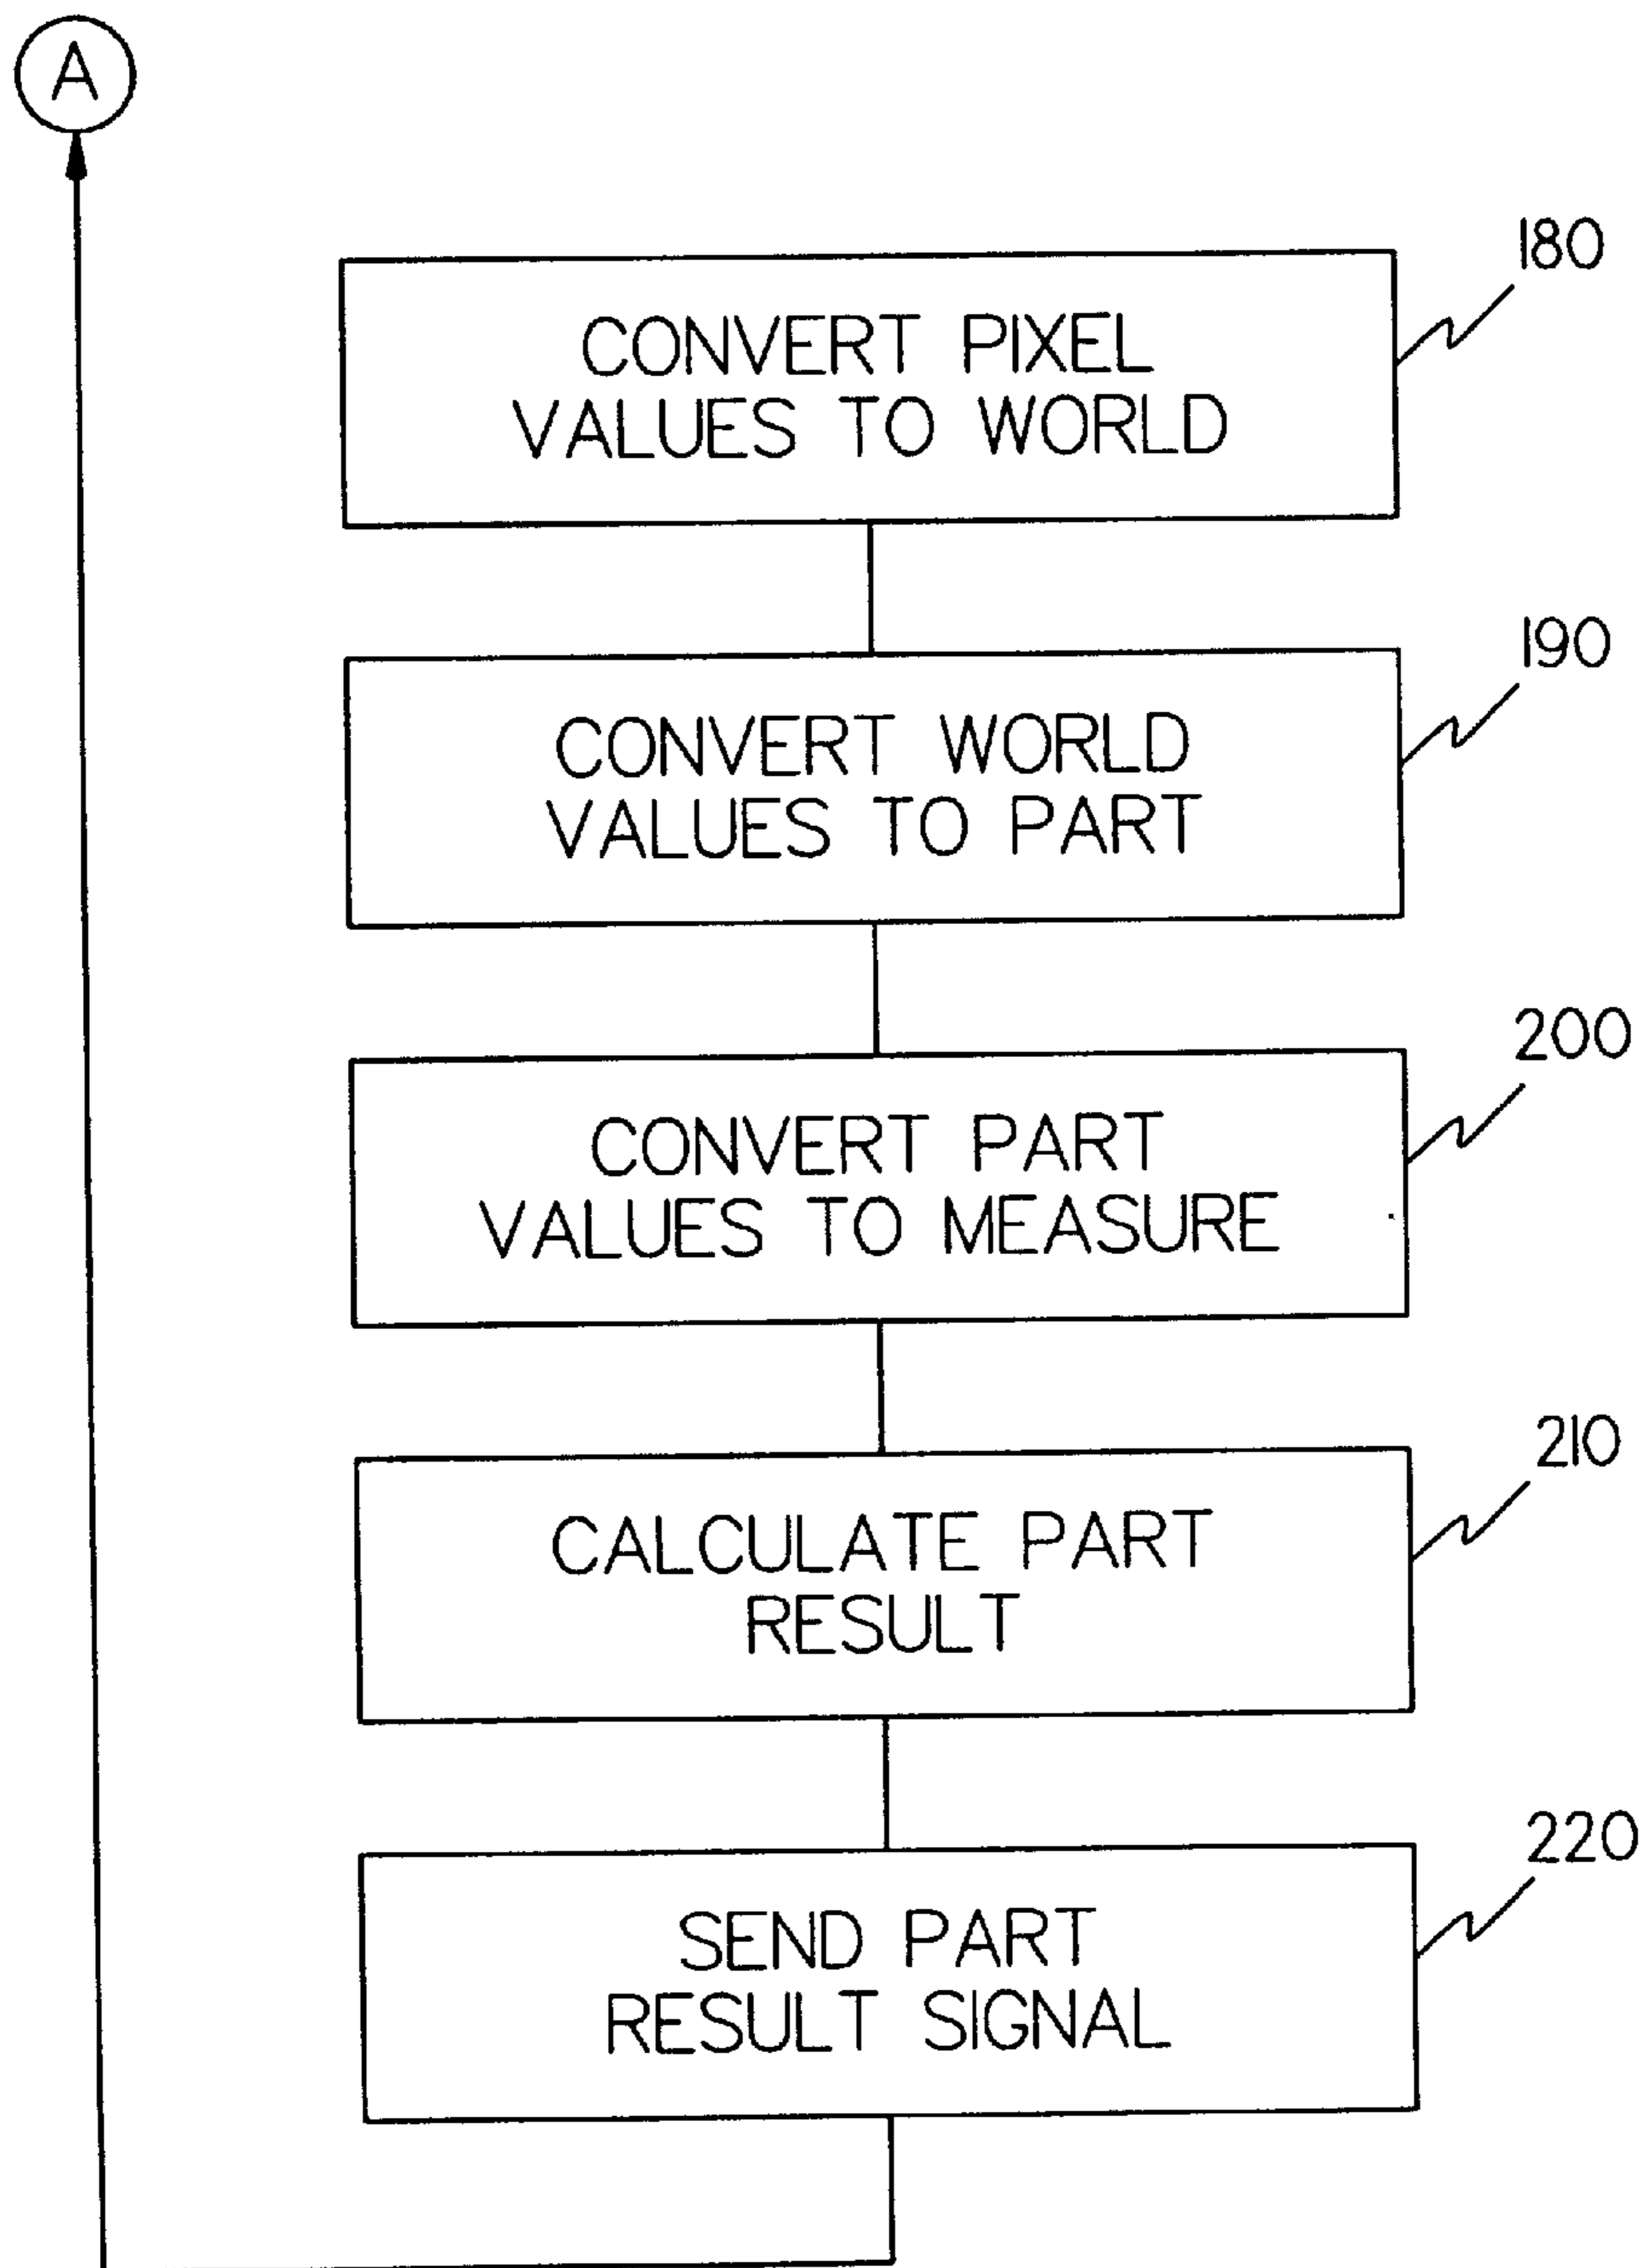 A
180
CONVERT PIXEL
VALUES TO WORLD
190
CONVERT WORLD
VALUES TO PART
200
CONVERT PART
VALUES TO MEASURE
210
CALCULATE PART
RESULT
220
SEND PART
RESULT SIGNAL